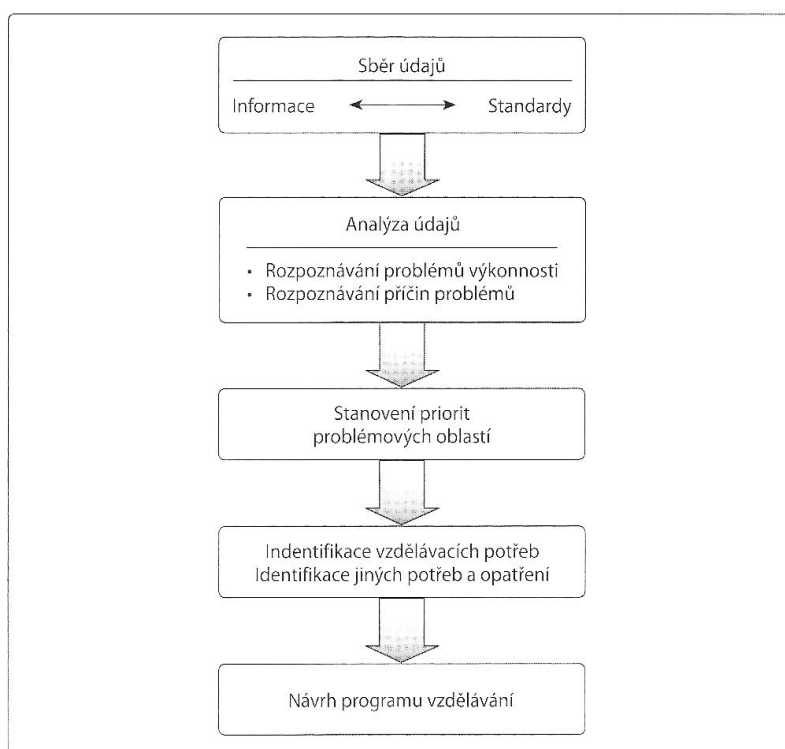 Sběr údajů
Informace Standardy
Analýza údajů
• Rozpoznávání problémů výkonnosti
• Rozpoznávání příčin problémů
Stanovení priorit
problémových oblastí
Indentifikace vzdělávacích potřeb
Identifikace jiných potřeb a opatření
Návrh programu vzdělávání